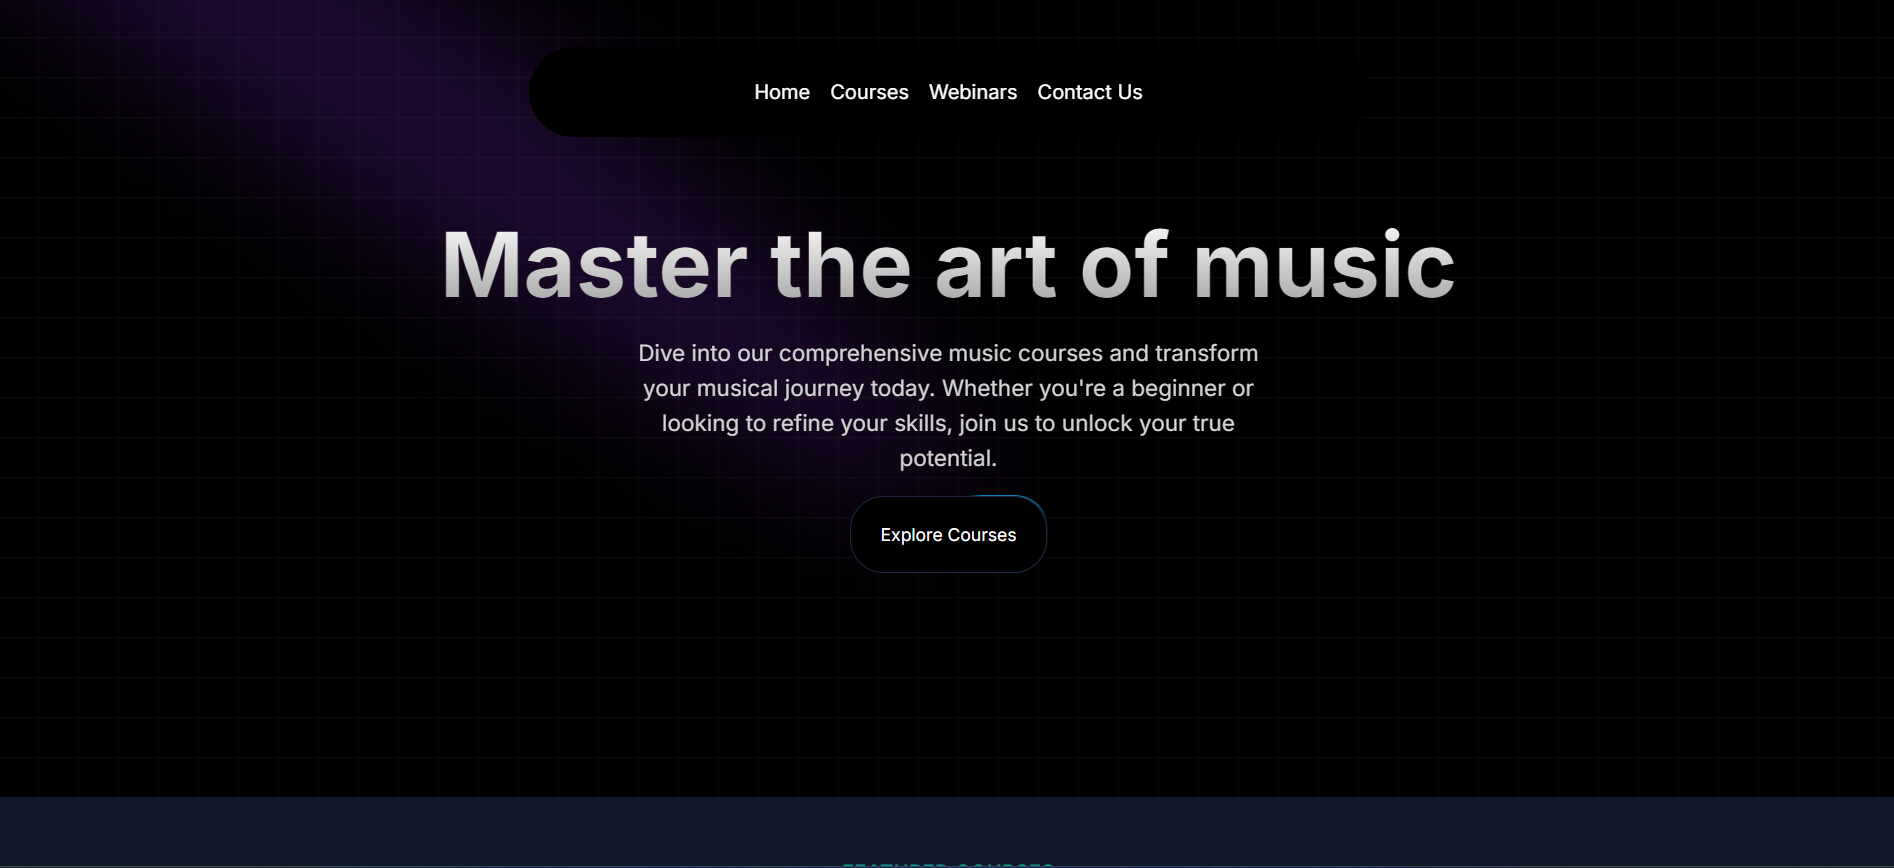 Home Courses Webinars Contact Us
Master the art of music
Dive into our comprehensive music courses and transform
your musical journey today. Whether you're a beginner or
looking to refine your skills, join us to unlock your true
potential.
Explore Courses
FEATURED COURSES